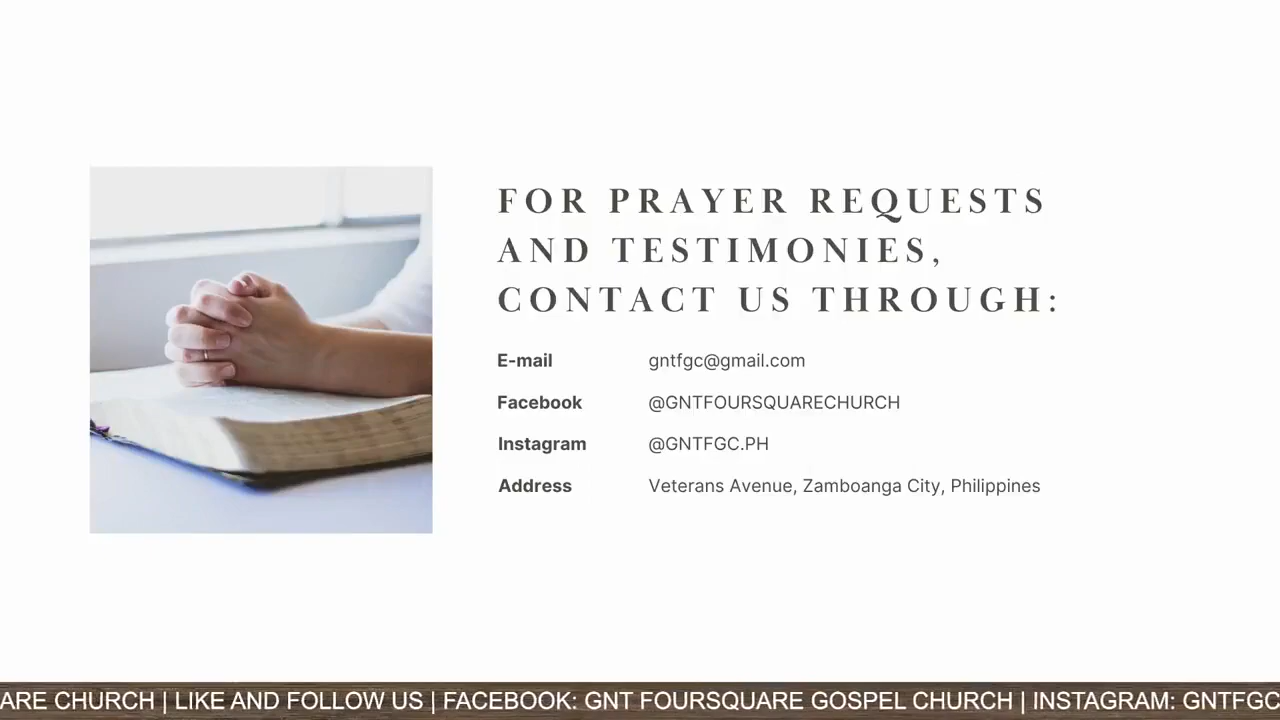 FOR PRAYER REQUESTS
AND TESTIMONIES,
CONTACT US THROUGH:
E-mail gntfgc@gmail.com
Facebook @GNTFOURSQUARECHURCH
Instagram @GNTFGC.PH
Address Veterans Avenue, Zamboanga City, Philippines
ARE CHURCH | LIKE AND FOLLOW US | FACEBOOK: GNT FOURSQUARE GOSPEL CHURCH | INSTAGRAM: GNTFGC